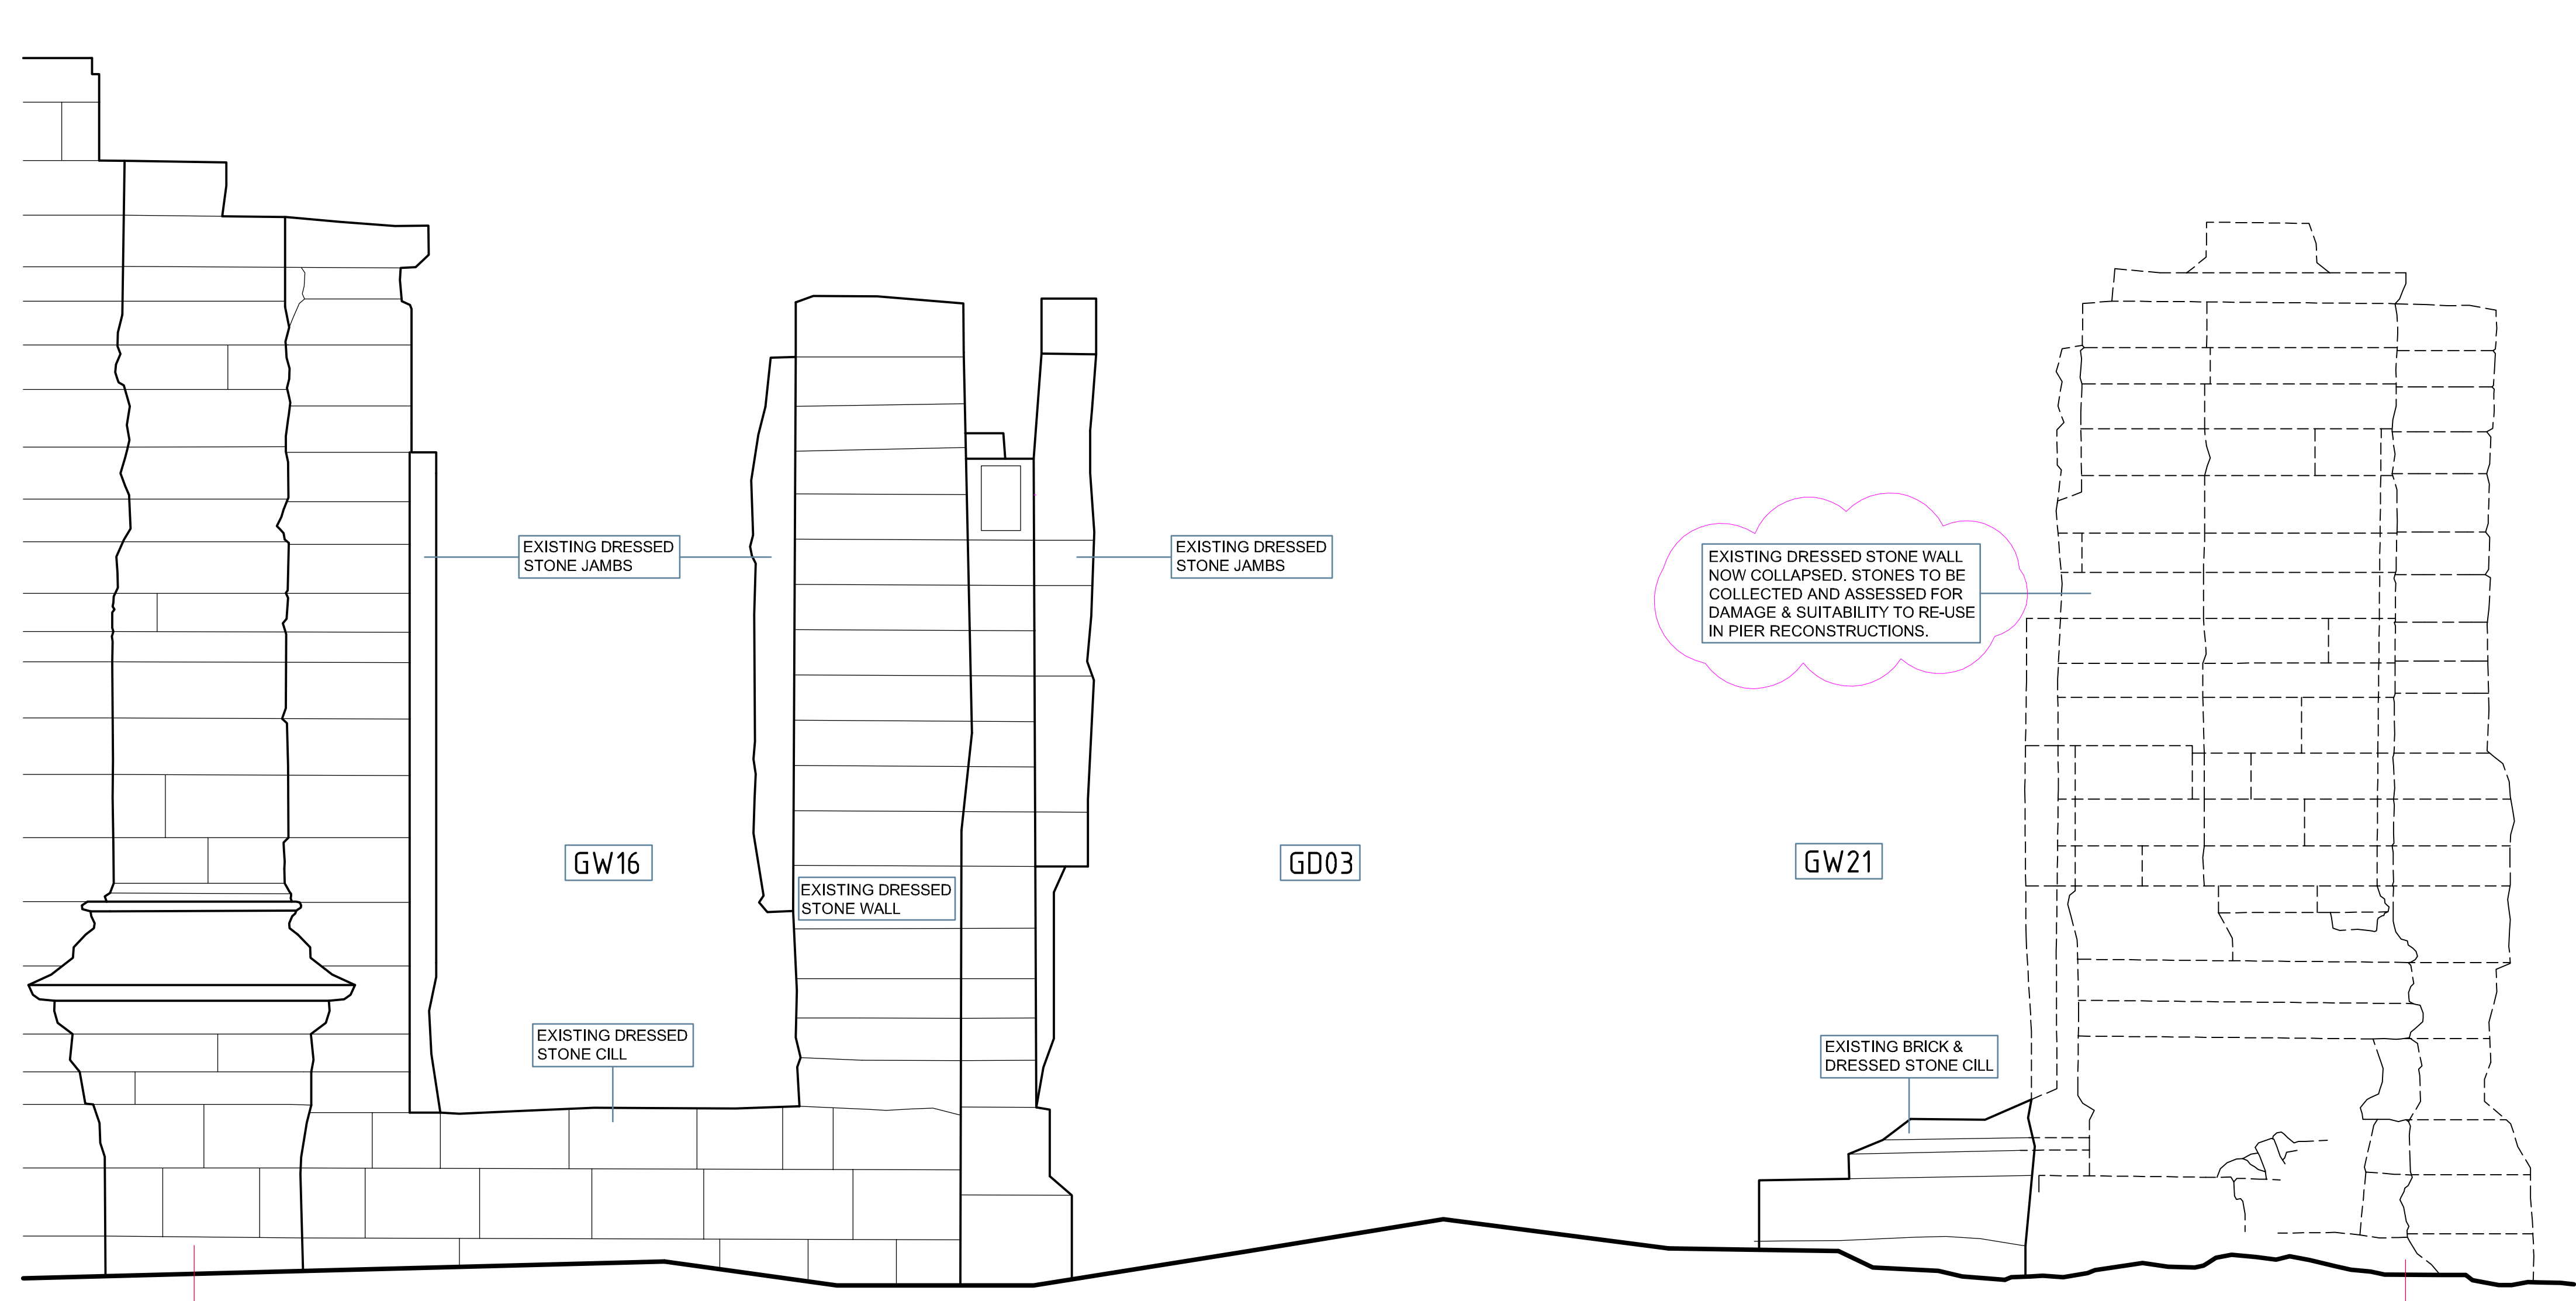 EXISTING DRESSED
STONE JAMBS
EXISTING DRESSED
STONE JAMBS
EXISTING DRESSED STONE WALL
NOW COLLAPSED. STONES TO BE
COLLECTED AND ASSESSED FOR
DAMAGE & SUITABILITY TO RE-USE
IN PIER RECONSTRUCTIONS.
GW16
GD03
GW21
EXISTING DRESSED
STONE WALL
EXISTING DRESSED
STONE CILL
EXISTING BRICK &
DRESSED STONE CILL